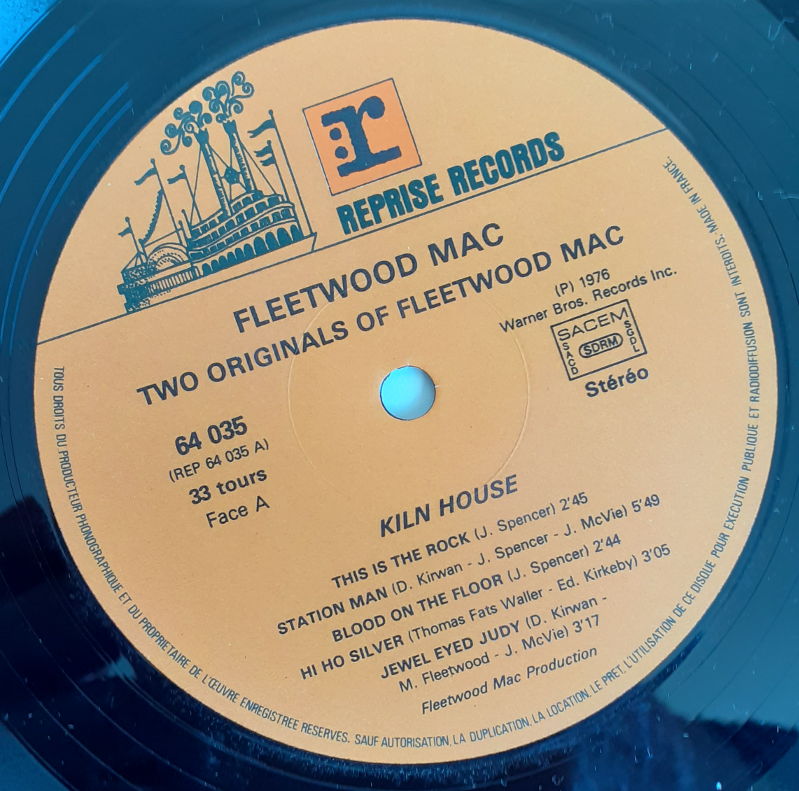 :r
REPRISE RECORDS
FLEETWOOD MAC
TWO ORIGINALS OF FLEETWOOD MAC
(P) 1976
Warner Bros. Records Inc.
SACEM
SACD SDRM SGDL
Stéréo
64 035
(REP 64 035 A)
33 tours
Face A
KILN HOUSE
THIS IS THE ROCK (J. Spencer) 2'45
STATION MAN (D. Kirwan - J. Spencer - J. McVie) 5'49
BLOOD ON THE FLOOR (J. Spencer) 2'44
HI HO SILVER (Thomas Fats Waller - Ed. Kirkeby) 3'05
JEWEL EYED JUDY (D. Kirwan -
M. Fleetwood - J. McVie) 3'17
Fleetwood Mac Production
TOUS DROITS DU PRODUCTEUR PHONOGRAPHIQUE ET DU PROPRIETAIRE DE L'ŒUVRE ENREGISTREE RESERVES. SAUF AUTORISATION, LA DUPLICATION, LA LOCATION, LE PRET, L'UTILISATION DE CE DISQUE POUR EXECUTION PUBLIQUE ET RADIODIFFUSION SONT INTERDITS. MADE IN FRANCE.